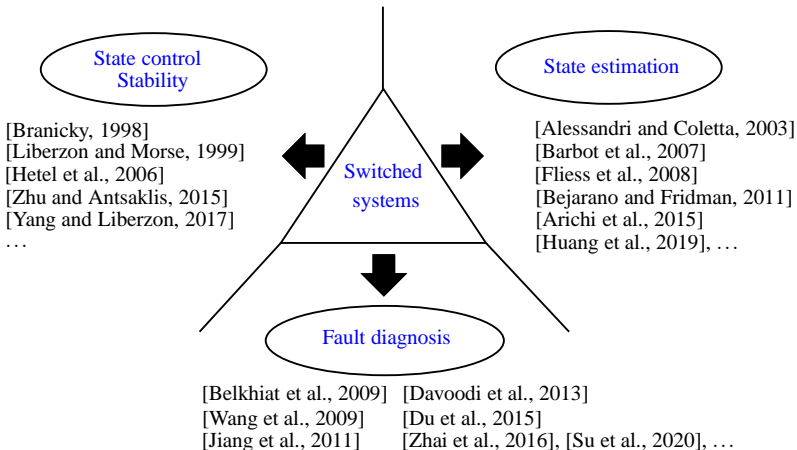 State control
Stability
[Branicky, 1998]
[Liberzon and Morse, 1999]
[Hetel et al., 2006]
[Zhu and Antsaklis, 2015]
[Yang and Liberzon, 2017]
...
State estimation
[Alessandri and Coletta, 2003]
[Barbot et al., 2007]
[Fliess et al., 2008]
[Bejarano and Fridman, 2011]
[Arichi et al., 2015]
[Huang et al., 2019], ...
Switched
systems
Fault diagnosis
[Belkhiat et al., 2009] [Davoodi et al., 2013]
[Wang et al., 2009] [Du et al., 2015]
[Jiang et al., 2011] [Zhai et al., 2016], [Su et al., 2020], ...